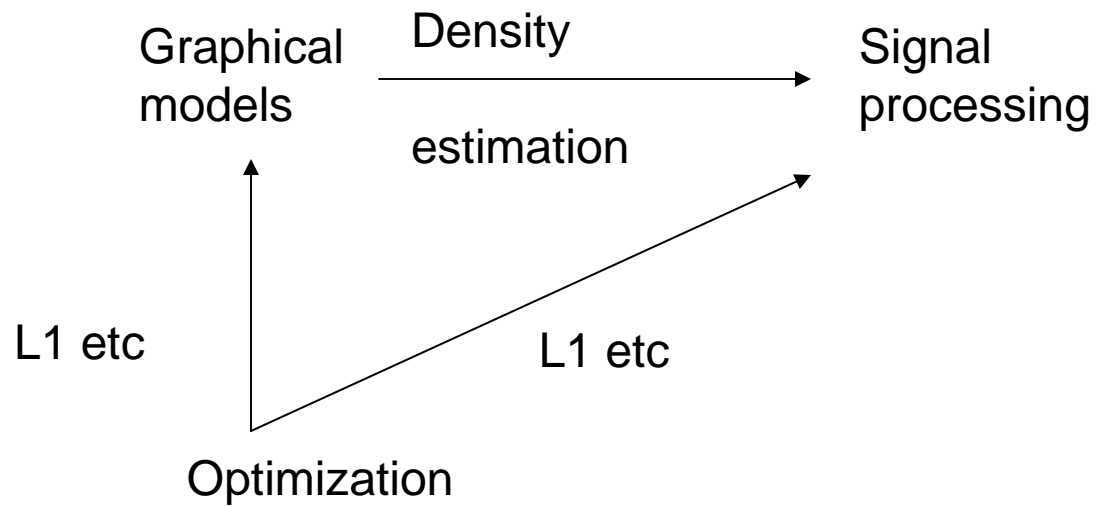 Graphical
models
Density
estimation
Signal
processing
L1 etc
L1 etc
Optimization